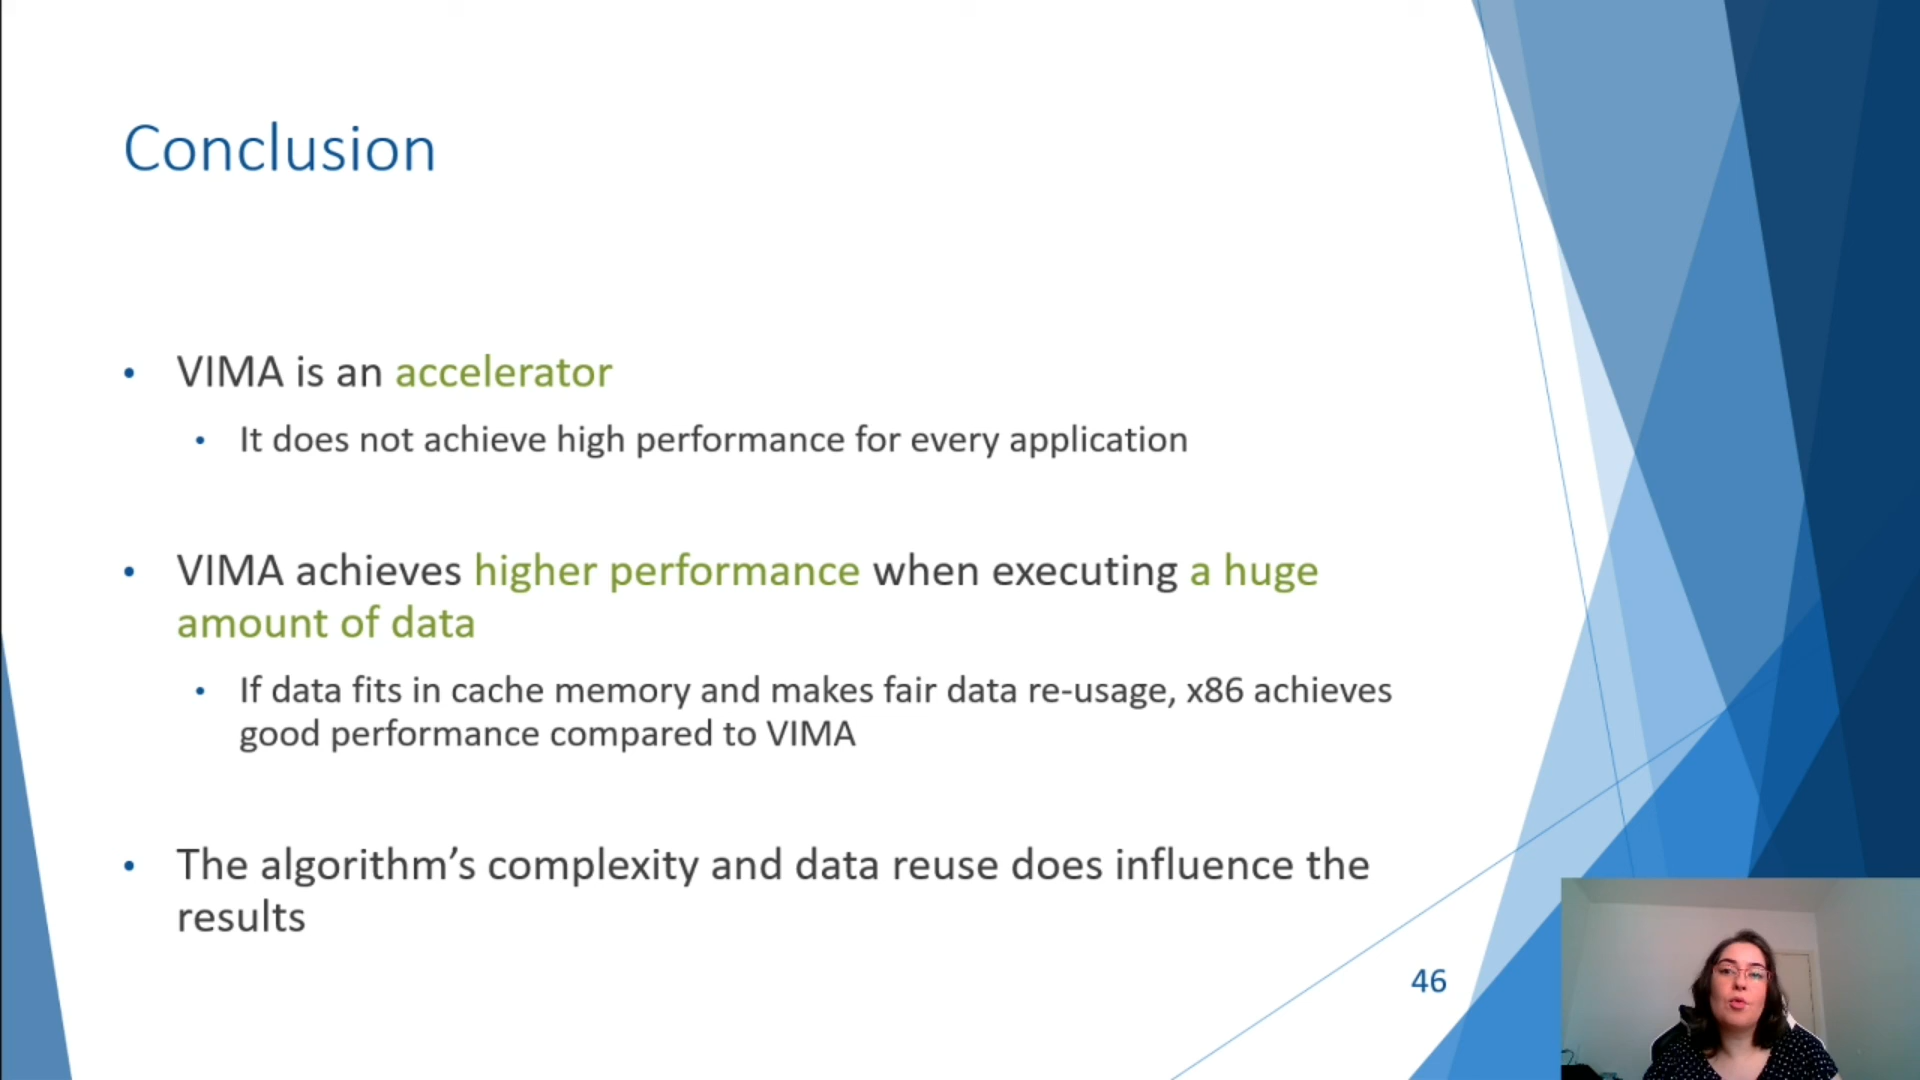 Conclusion
• VIMA is an accelerator
• It does not achieve high performance for every application
• VIMA achieves higher performance when executing a huge
amount of data
• If data fits in cache memory and makes fair data re-usage, x86 achieves
good performance compared to VIMA
• The algorithm’s complexity and data reuse does influence the
results
46